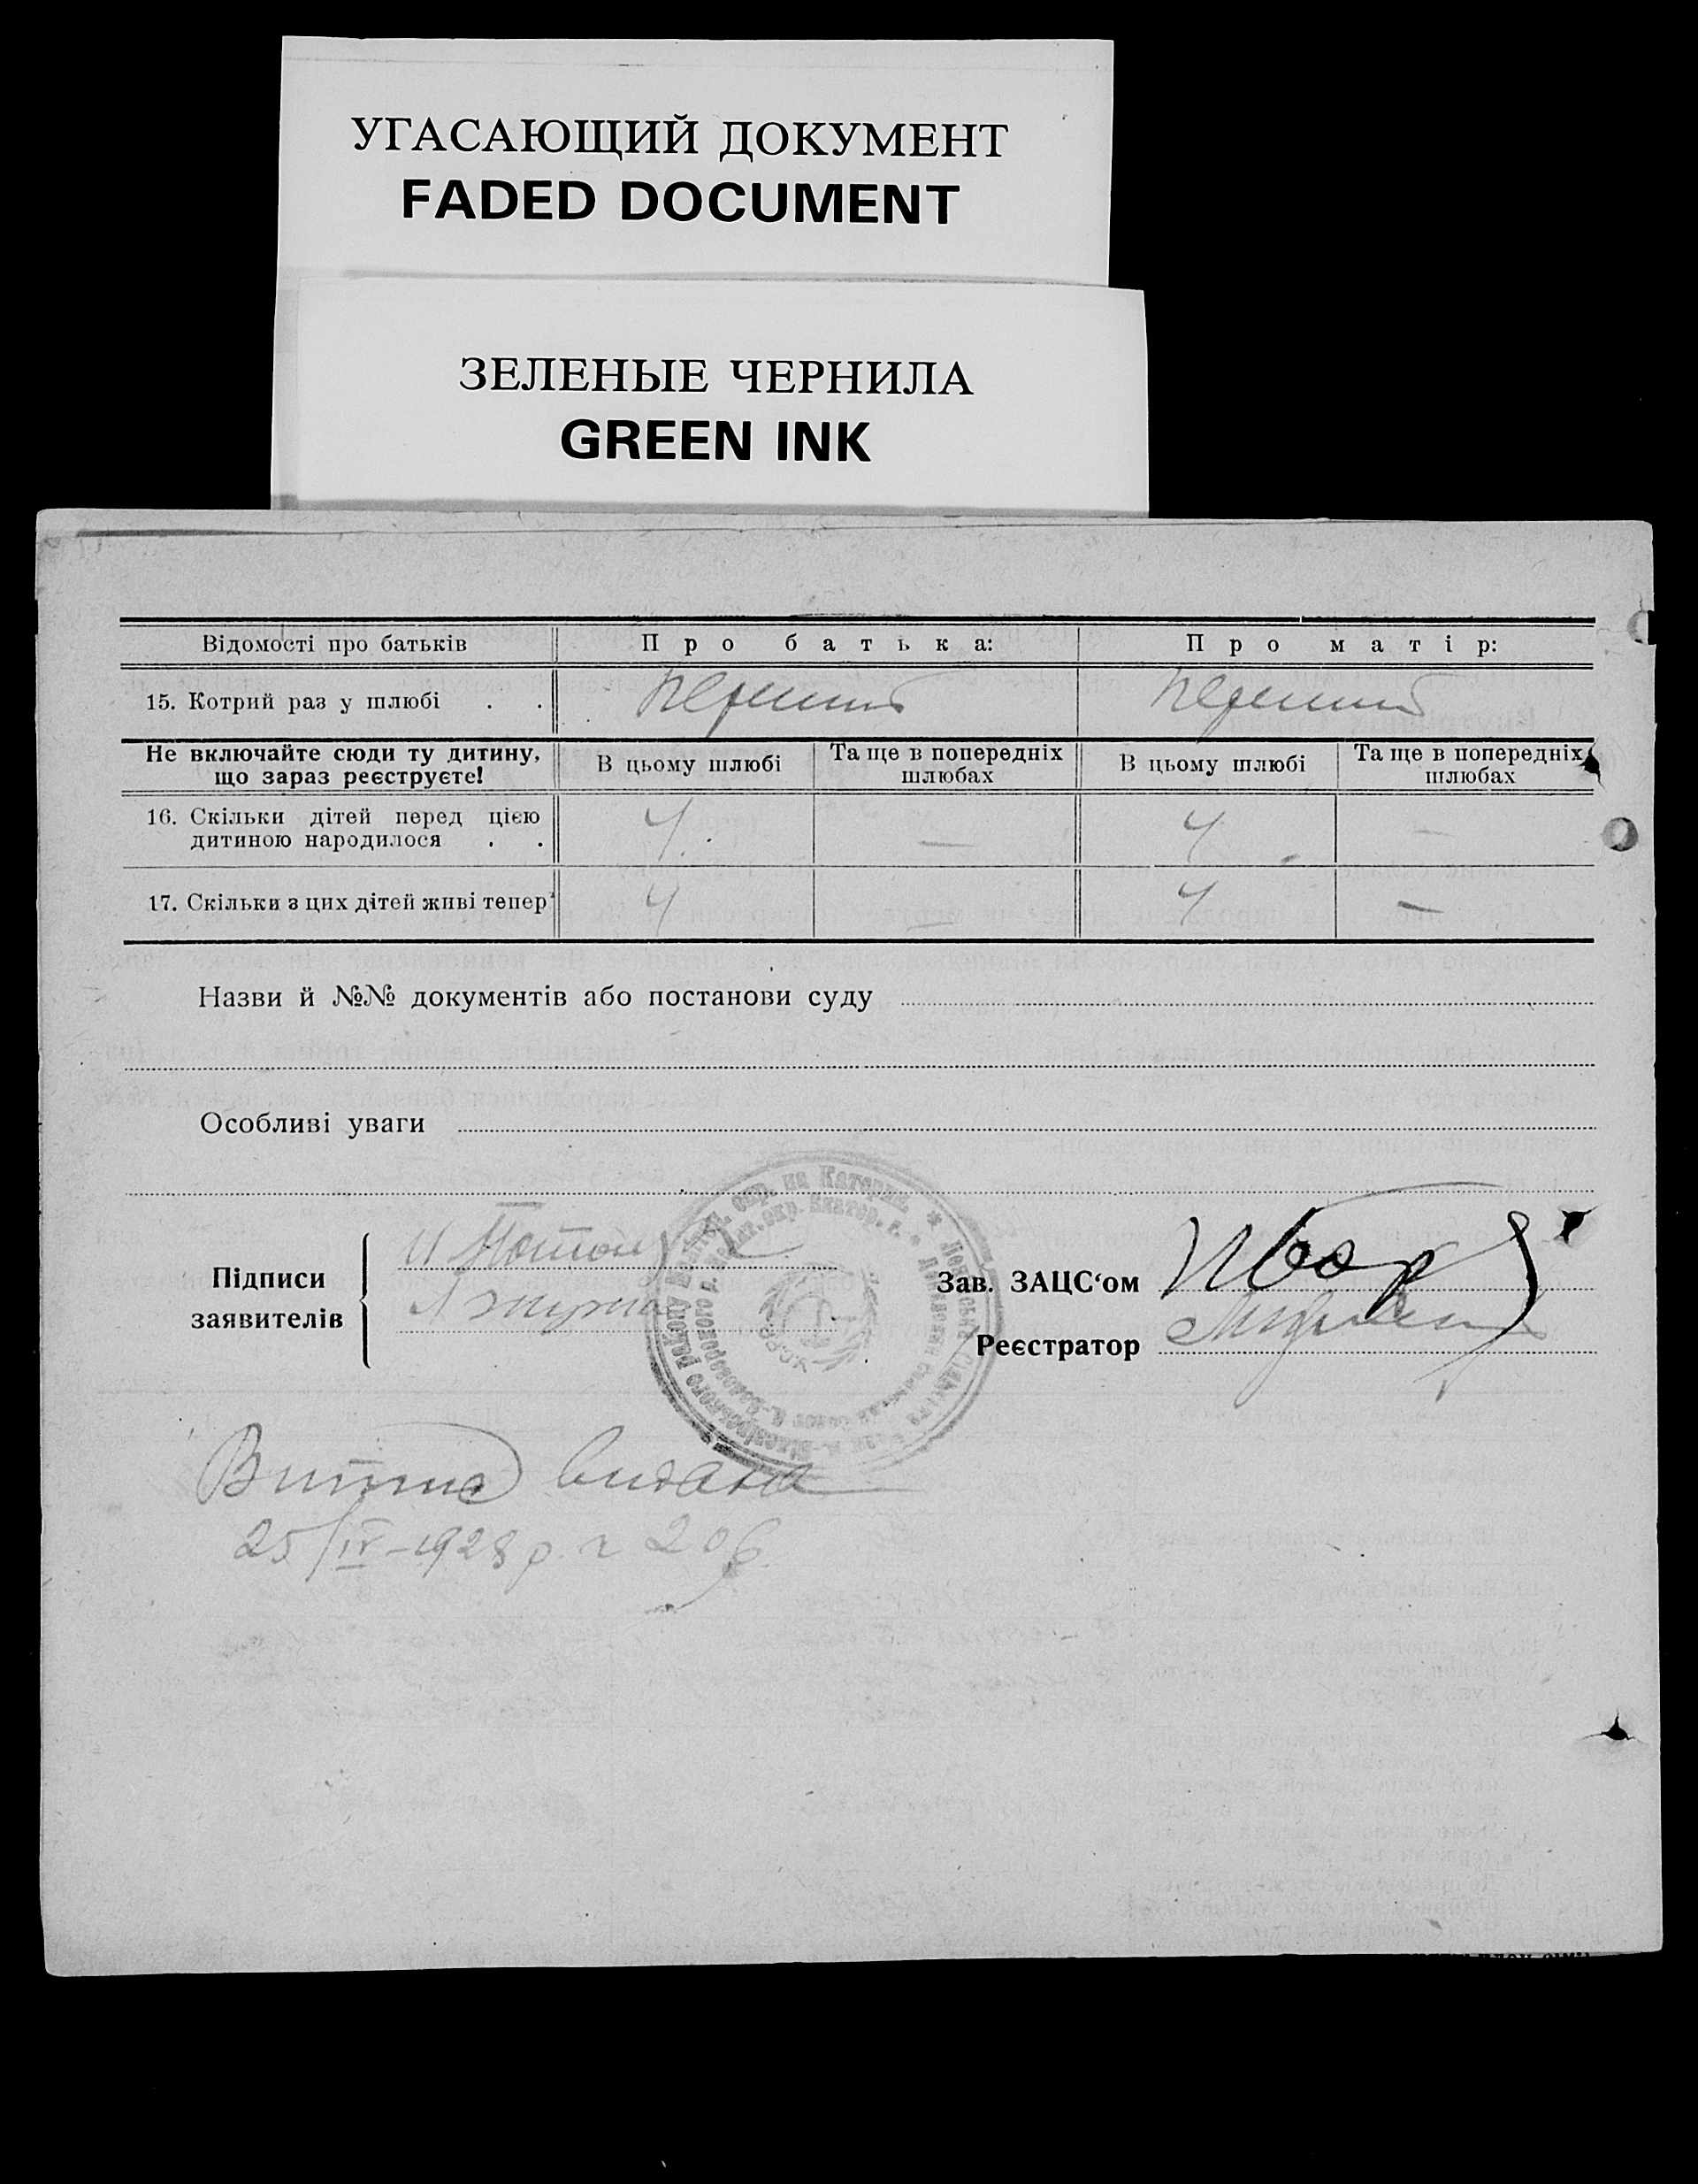 УГАСАЮЩИЙ ДОКУМЕНТ
FADED DOCUMENT
ЗЕЛЕНЫЕ ЧЕРНИЛА
GREEN INK
Відомості про батьків Про батька: Про матір:
15. Котрий раз у шлюбі . . Перший Перший
Не включайте сюди ту дитину, що зараз реєструєте! В цьому шлюбі Та ще в попередніх шлюбах В цьому шлюбі Та ще в попередніх шлюбах
16. Скільки дітей перед цією
дитиною народилося . . 4 — 4 —
17. Скільки з цих дітей живі тепер 4 — 4 —
Назви й №№ документів або постанови суду
Особливі уваги
Підписи
заявителів
Зав. ЗАЦС‘ом
Реєстратор
УСРР
Витяг видана
25/IV–1928 р.